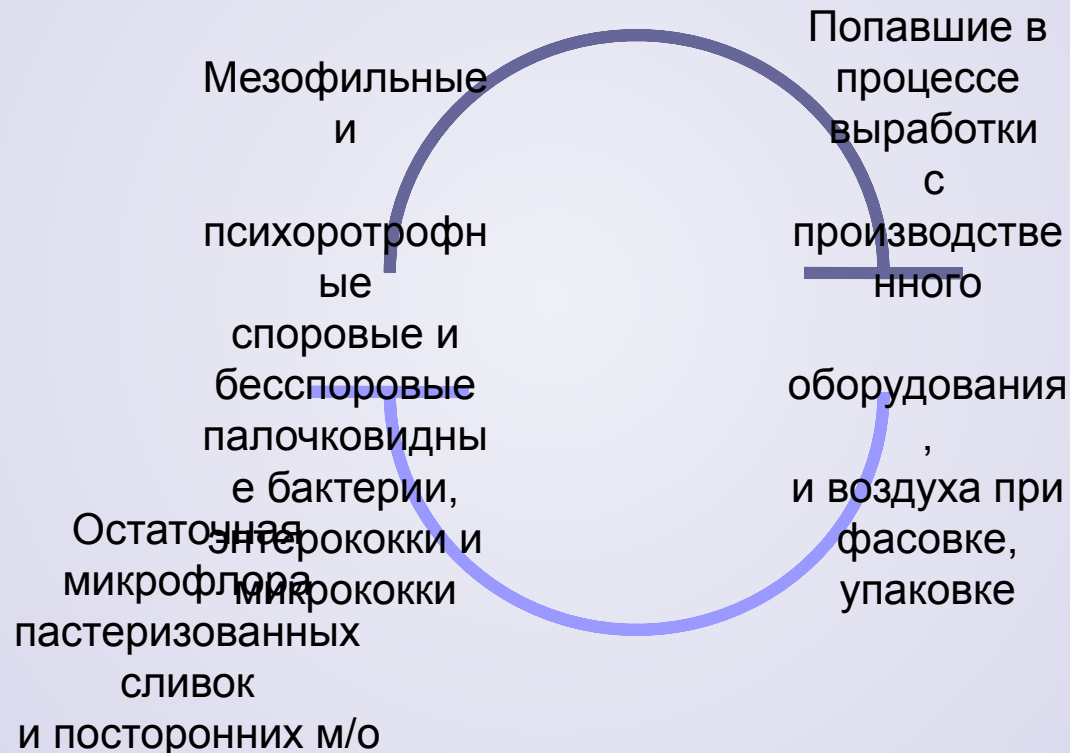 Мезофильные
и
психоротрофн
ые
споровые и
бесспоровые
палочковидны
е бактерии,
энтерококки и
микрококки
Попавшие в
процессе
выработки
с
производстве
нного
оборудования
,
и воздуха при
фасовке,
упаковке
Остаточная
микрофлора
пастеризованных
сливок
и посторонних м/о